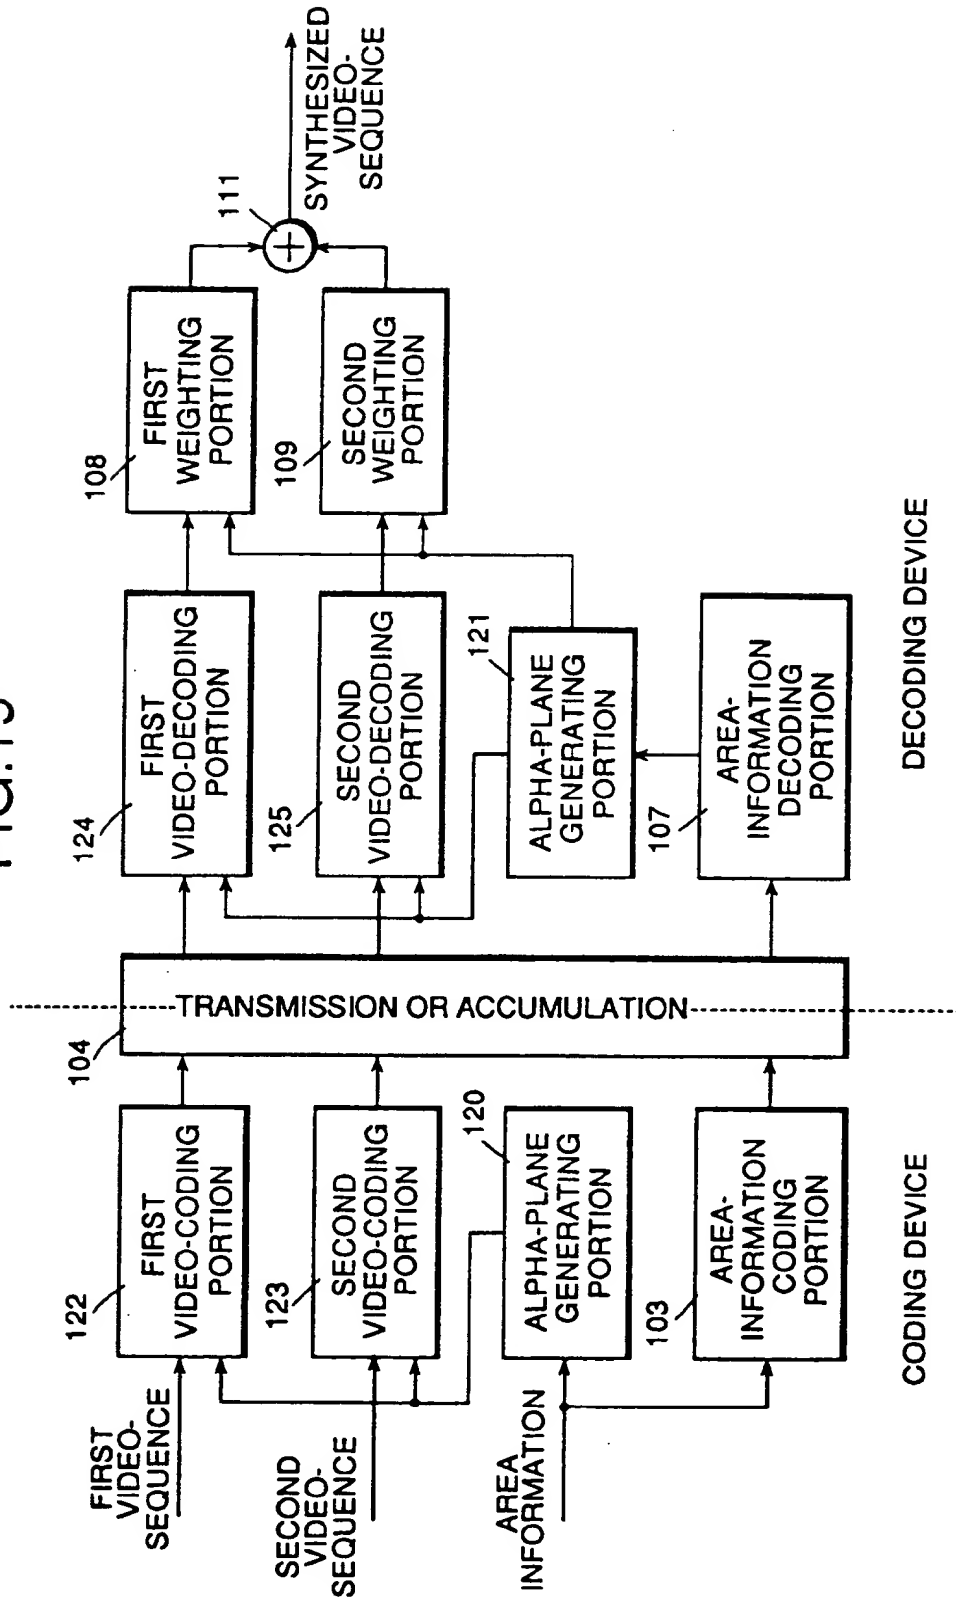 FIRST
VIDEO-
SEQUENCE
122
FIRST
VIDEO-CODING
PORTION
SECOND
VIDEO-
SEQUENCE
123
SECOND
VIDEO-CODING
PORTION
AREA
INFORMATION
120
ALPHA-PLANE
GENERATING
PORTION
103
AREA-
INFORMATION
CODING
PORTION
CODING DEVICE
104
TRANSMISSION OR ACCUMULATION
124
FIRST
VIDEO-DECODING
PORTION
125
SECOND
VIDEO-DECODING
PORTION
121
ALPHA-PLANE
GENERATING
PORTION
107
AREA-
INFORMATION
DECODING
PORTION
DECODING DEVICE
108
FIRST
WEIGHTING
PORTION
109
SECOND
WEIGHTING
PORTION
111
+
SYNTHESIZED
VIDEO-
SEQUENCE